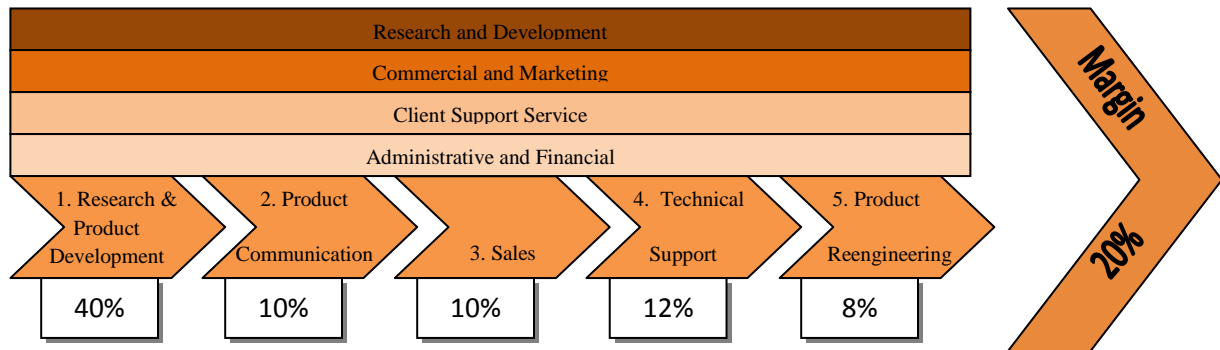 Research and Development
Commercial and Marketing
Client Support Service
Administrative and Financial
1. Research &
Product
Development
2. Product
Communication
3. Sales
4. Technical
Support
5. Product
Reengineering
40%
10%
10%
12%
8%
Margin
20%